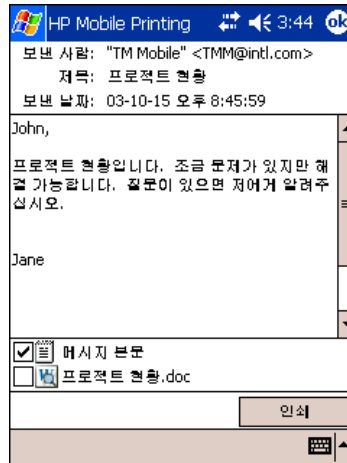 HP Mobile Printing 3:44 ok
보낸 사람: "TM Mobile" <TMM@intl.com>
제목: 프로젝트 현황
보낸 날짜: 03-10-15 오후 8:45:59
John,
프로젝트 현황입니다. 조금 문제가 있지만 해
결 가능합니다. 질문이 있으면 저에게 알려주
십시오.
Jane
메시지 본문
프로젝트 현황.doc
인쇄